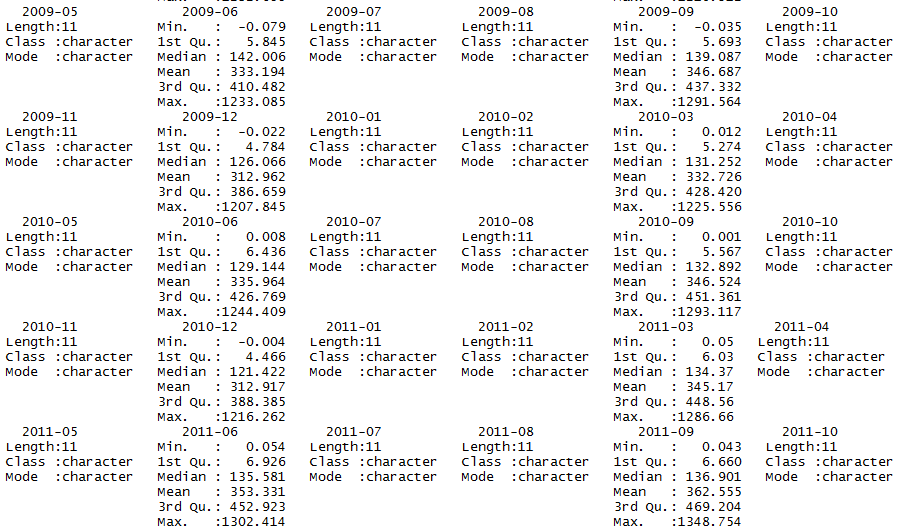 2009-05 2009-06 2009-07 2009-08 2009-09 2009-10
Length:11 Min. : -0.079 Length:11 Length:11 Min. : -0.035 Length:11
Class :character 1st Qu.: 5.845 Class :character Class :character 1st Qu.: 5.693 Class :character
Mode :character Median : 142.006 Mode :character Mode :character Median : 139.087 Mode :character
Mean : 333.194 Mean : 346.687
3rd Qu.: 410.482 3rd Qu.: 437.332
Max. :1233.085 Max. :1291.564
2009-11 2009-12 2010-01 2010-02 2010-03 2010-04
Length:11 Min. : -0.022 Length:11 Length:11 Min. : 0.012 Length:11
Class :character 1st Qu.: 4.784 Class :character Class :character 1st Qu.: 5.274 Class :character
Mode :character Median : 126.066 Mode :character Mode :character Median : 131.252 Mode :character
Mean : 312.962 Mean : 332.726
3rd Qu.: 386.659 3rd Qu.: 428.420
Max. :1207.845 Max. :1225.556
2010-05 2010-06 2010-07 2010-08 2010-09 2010-10
Length:11 Min. : 0.008 Length:11 Length:11 Min. : 0.001 Length:11
Class :character 1st Qu.: 6.436 Class :character Class :character 1st Qu.: 5.567 Class :character
Mode :character Median : 129.144 Mode :character Mode :character Median : 132.892 Mode :character
Mean : 335.964 Mean : 346.524
3rd Qu.: 426.769 3rd Qu.: 451.361
Max. :1244.409 Max. :1293.117
2010-11 2010-12 2011-01 2011-02 2011-03 2011-04
Length:11 Min. : -0.004 Length:11 Length:11 Min. : 0.05 Length:11
Class :character 1st Qu.: 4.466 Class :character Class :character 1st Qu.: 6.03 Class :character
Mode :character Median : 121.422 Mode :character Mode :character Median : 134.37 Mode :character
Mean : 312.917 Mean : 345.17
3rd Qu.: 388.385 3rd Qu.: 448.56
Max. :1216.262 Max. :1286.66
2011-05 2011-06 2011-07 2011-08 2011-09 2011-10
Length:11 Min. : 0.054 Length:11 Length:11 Min. : 0.043 Length:11
Class :character 1st Qu.: 6.926 Class :character Class :character 1st Qu.: 6.660 Class :character
Mode :character Median : 135.581 Mode :character Mode :character Median : 136.901 Mode :character
Mean : 353.331 Mean : 362.555
3rd Qu.: 452.923 3rd Qu.: 469.204
Max. :1302.414 Max. :1348.754